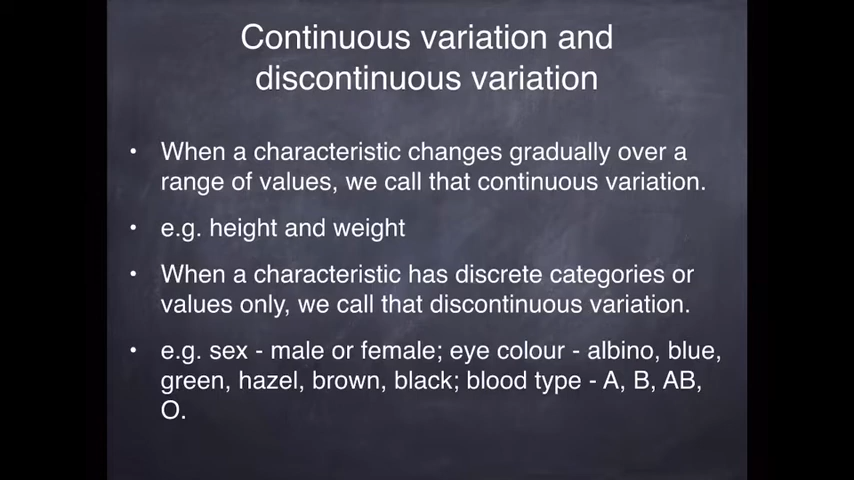 Continuous variation and
discontinuous variation
• When a characteristic changes gradually over a
range of values, we call that continuous variation.
• e.g. height and weight
• When a characteristic has discrete categories or
values only, we call that discontinuous variation.
• e.g. sex - male or female; eye colour - albino, blue,
green, hazel, brown, black; blood type - A, B, AB,
O.